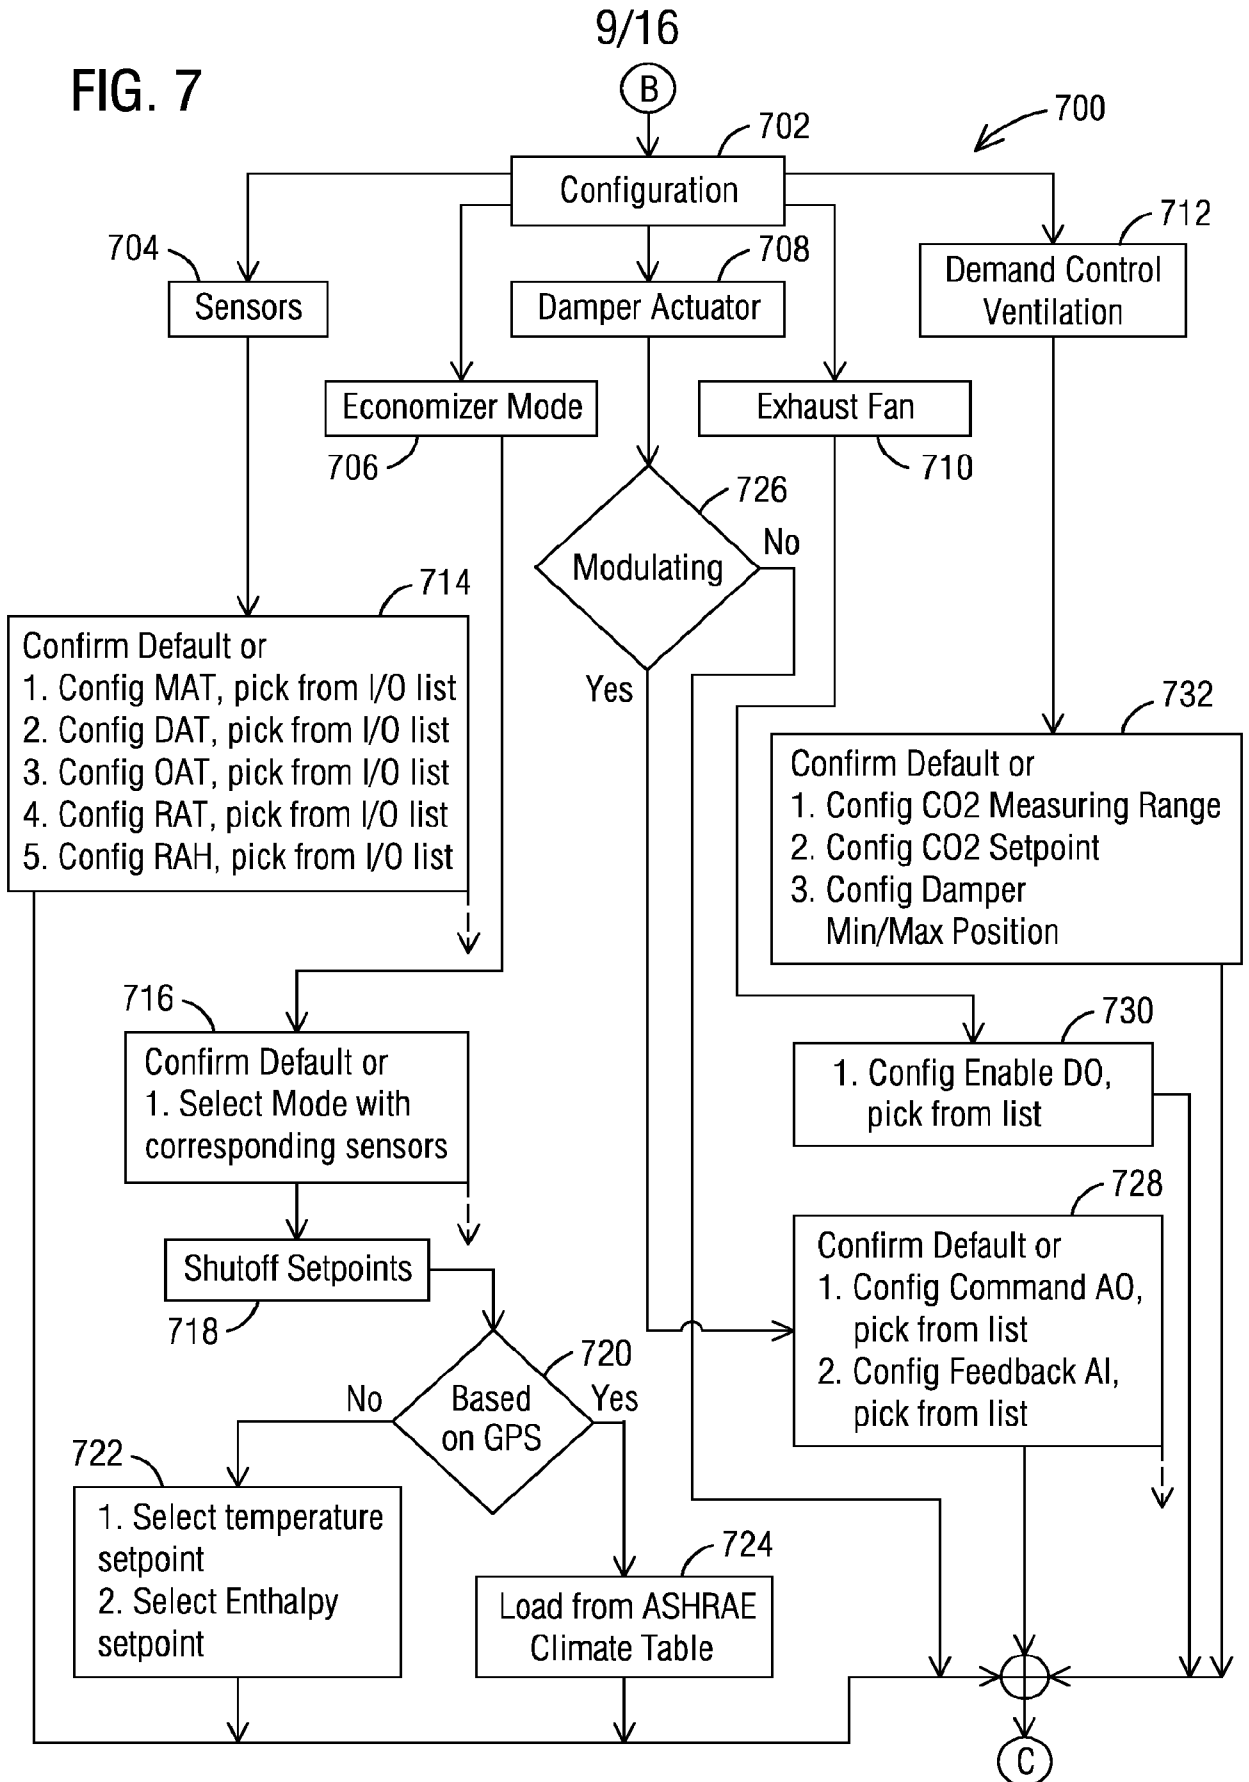 9/16
FIG. 7
B
700
702
Configuration
712
704
708
Demand Control
Ventilation
Sensors
Damper Actuator
Economizer Mode
Exhaust Fan
706
710
726
No
Modulating
714
Yes
Confirm Default or
1. Config MAT, pick from I/O list
2. Config DAT, pick from I/O list
3. Config OAT, pick from I/O list
4. Config RAT, pick from I/O list
5. Config RAH, pick from I/O list
732
Confirm Default or
1. Config CO2 Measuring Range
2. Config CO2 Setpoint
3. Config Damper
Min/Max Position
716
Confirm Default or
1. Select Mode with
corresponding sensors
730
1. Config Enable DO,
pick from list
728
Confirm Default or
1. Config Command AO,
pick from list
2. Config Feedback AI,
pick from list
Shutoff Setpoints
718
720
No
Based
on GPS
Yes
722
1. Select temperature
setpoint
2. Select Enthalpy
setpoint
724
Load from ASHRAE
Climate Table
C